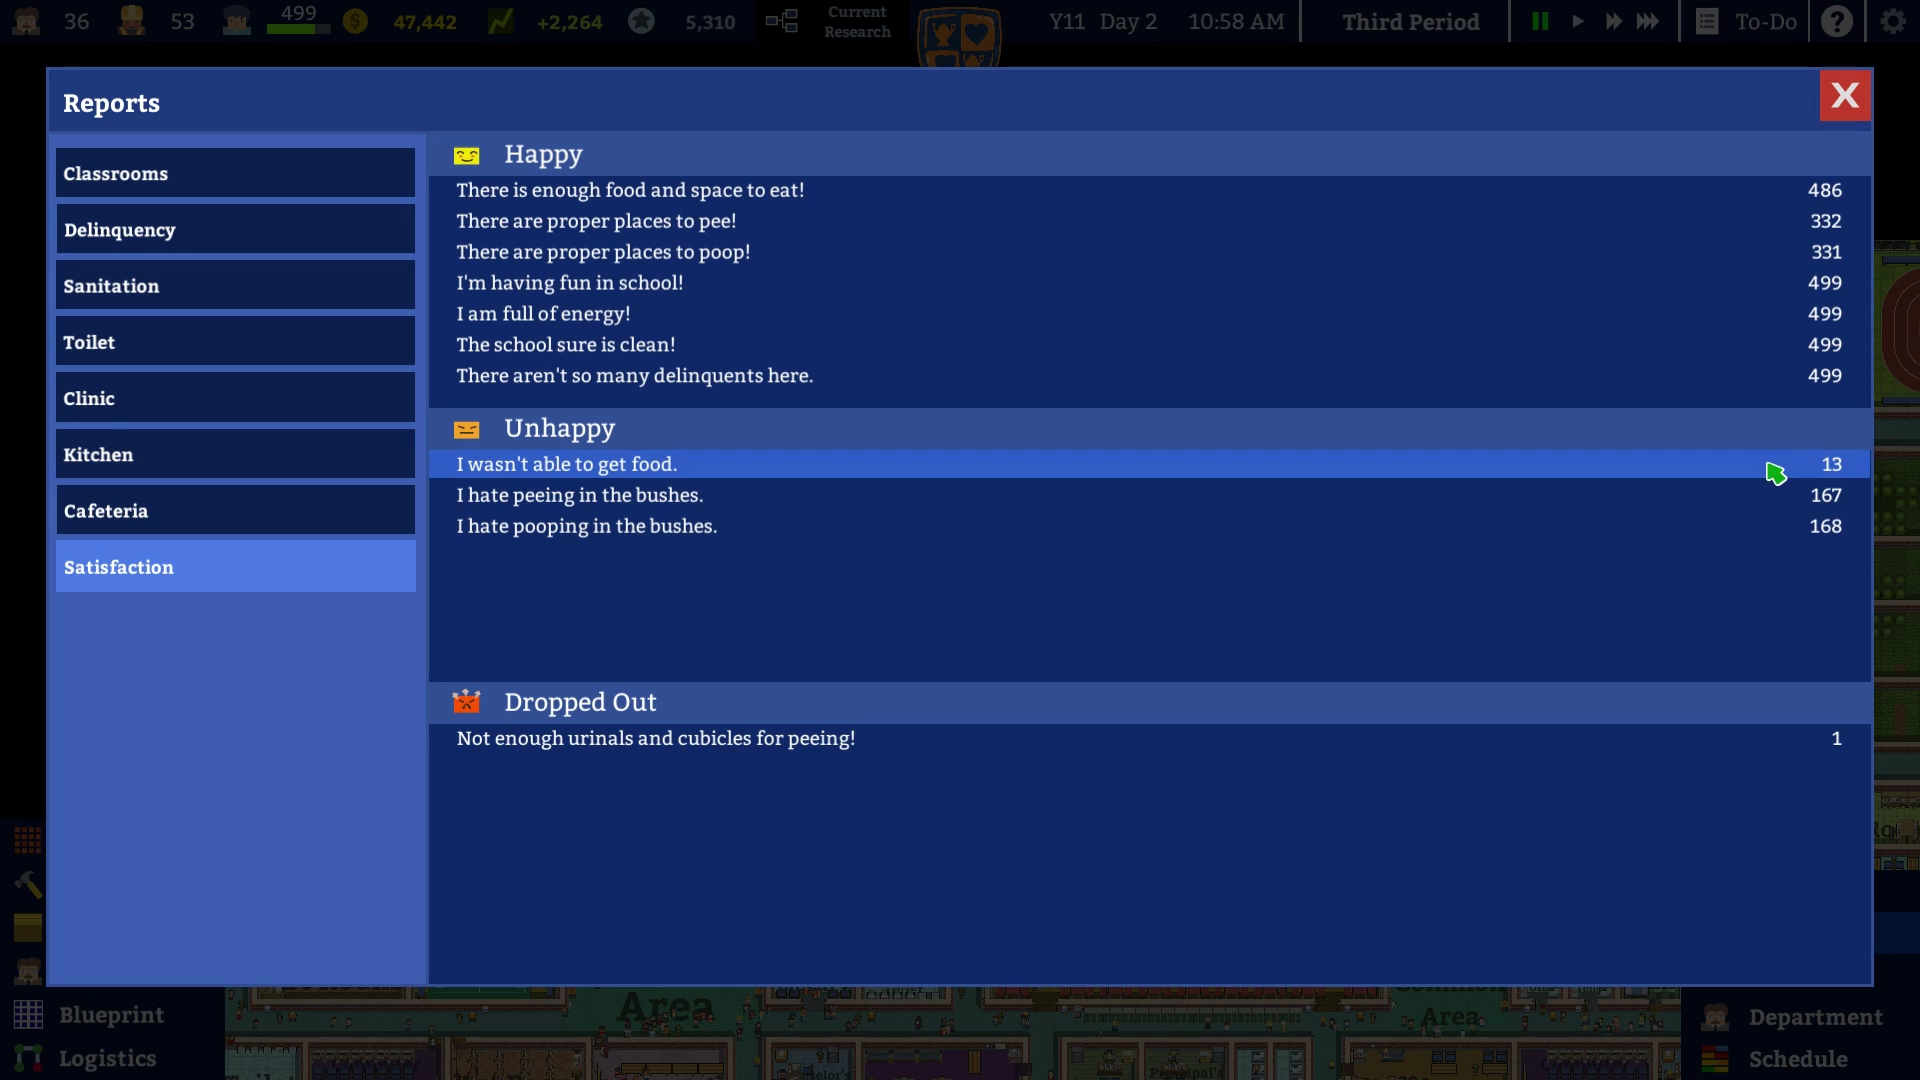 36 53 499 47,442 +2,264 5,310 Current Research Y11 Day 2 10:58 AM Third Period To-Do ?
Reports X
Classrooms
Delinquency
Sanitation
Toilet
Clinic
Kitchen
Cafeteria
Satisfaction
Happy
There is enough food and space to eat! 486
There are proper places to pee! 332
There are proper places to poop! 331
I'm having fun in school! 499
I am full of energy! 499
The school sure is clean! 499
There aren't so many delinquents here. 499
Unhappy
I wasn't able to get food. 13
I hate peeing in the bushes. 167
I hate pooping in the bushes. 168
Dropped Out
Not enough urinals and cubicles for peeing! 1
Area
Area
Blueprint
Logistics
Principal's
Department
Schedule